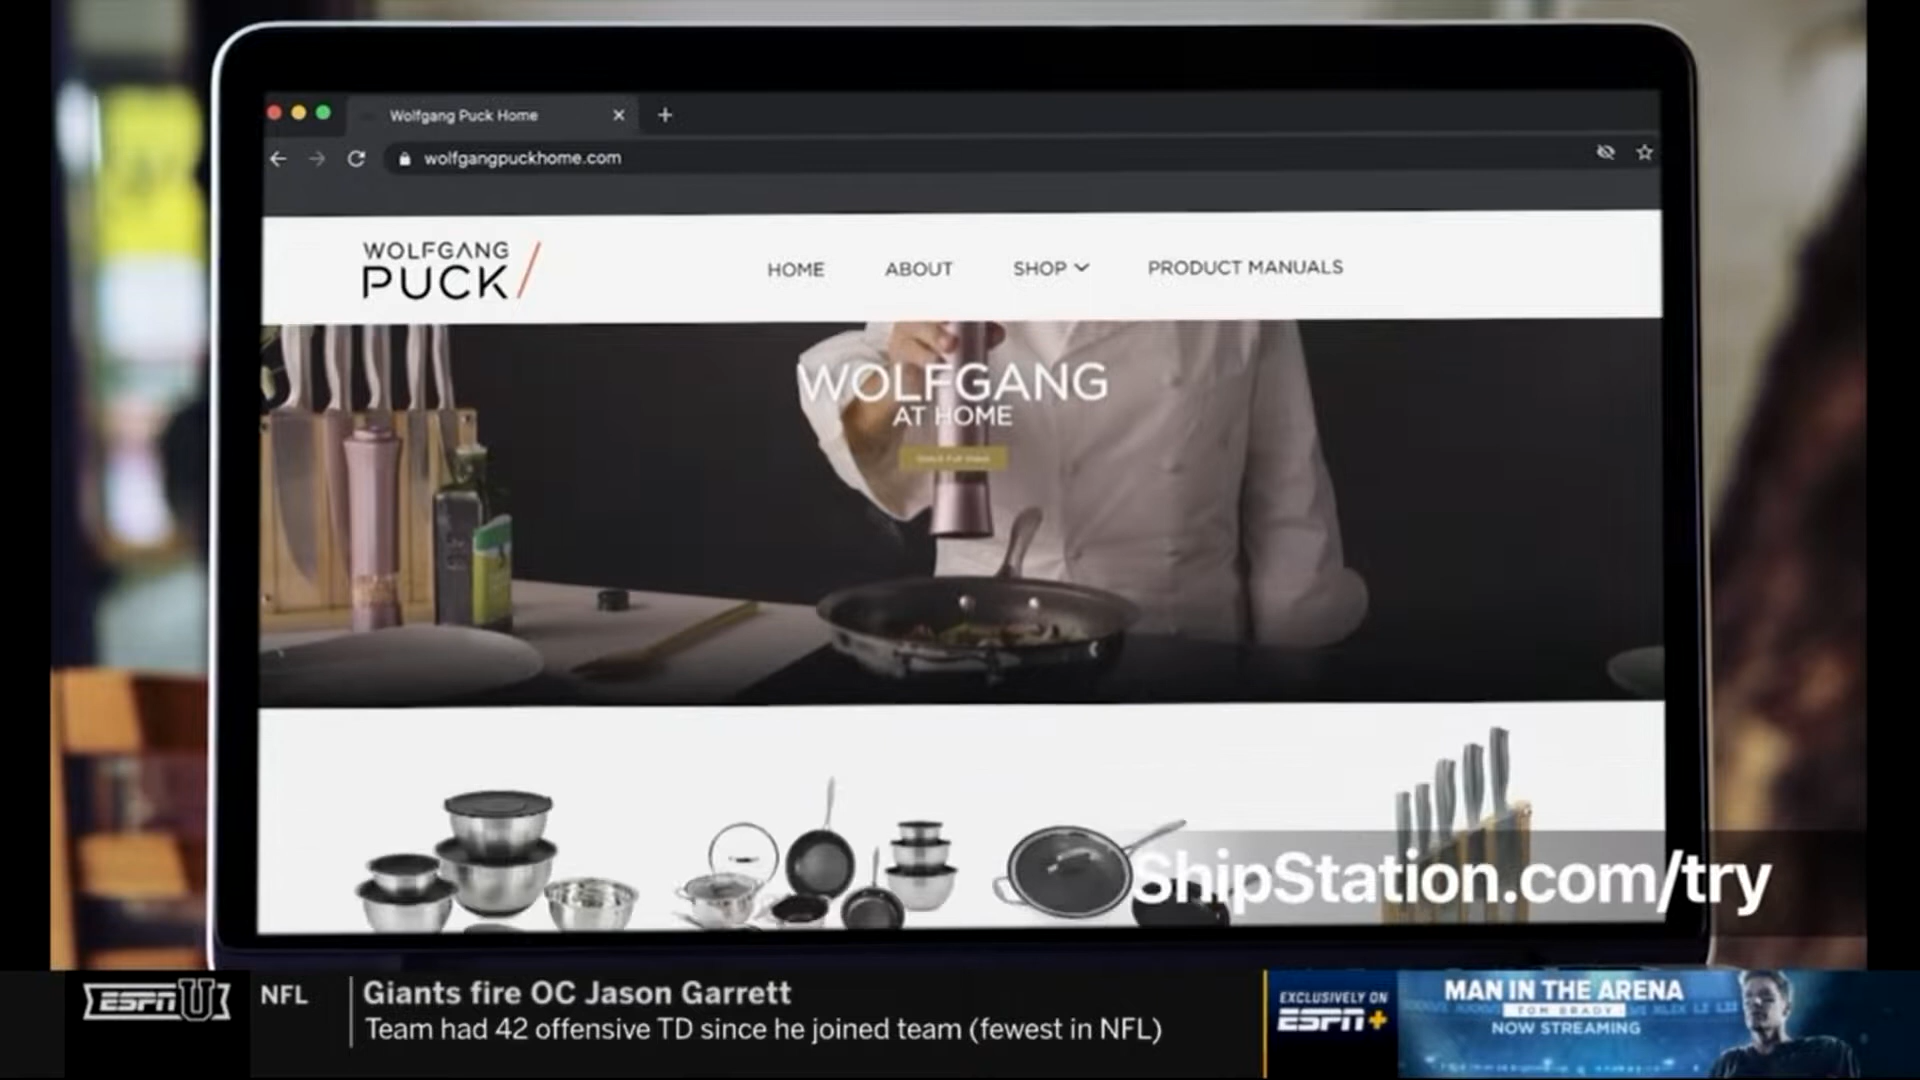 Wolfgang Puck Home
wolfgangpuckhome.com
WOLFGANG
PUCK
HOME
ABOUT
SHOP
PRODUCT MANUALS
WOLFGANG
AT HOME
ShipStation.com/try
ESPNU
NFL
Giants fire OC Jason Garrett
Team had 42 offensive TD since he joined team (fewest in NFL)
EXCLUSIVELY ON
ESPN+
MAN IN THE ARENA
TOM BRADY
NOW STREAMING